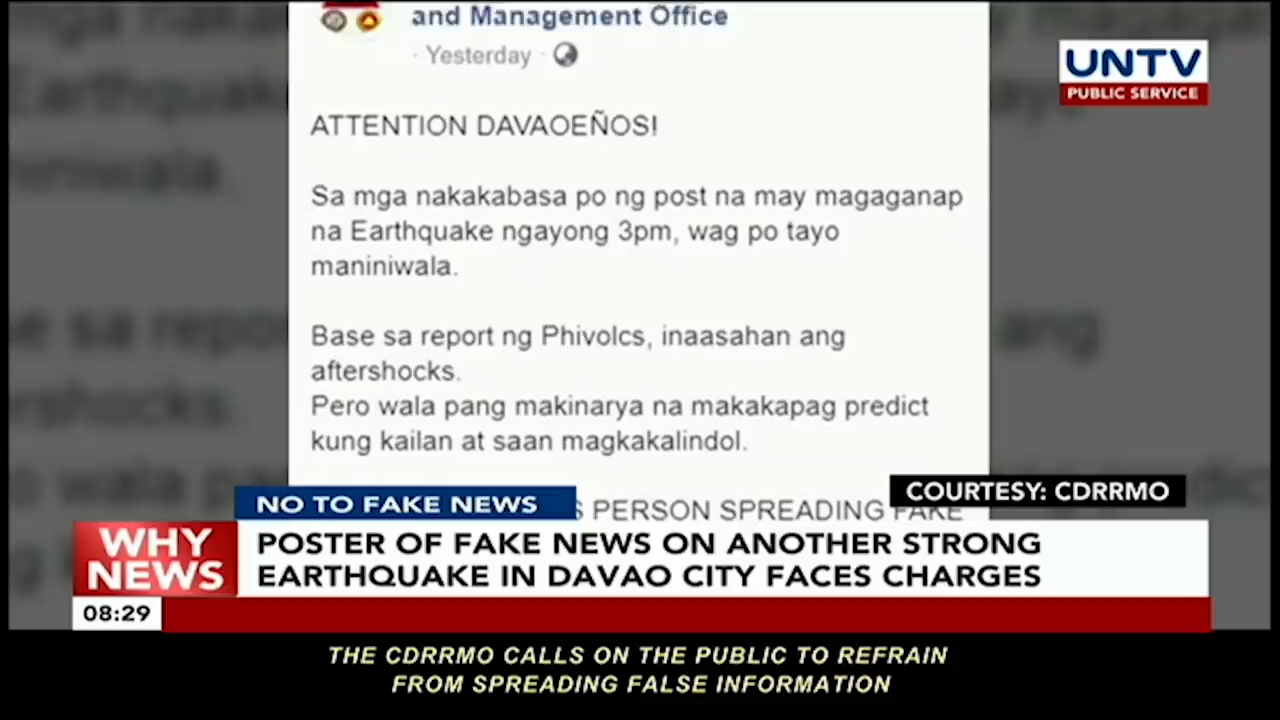 and Management Office
· Yesterday ·
UNTV
PUBLIC SERVICE
ATTENTION DAVAOEÑOS!
Sa mga nakakabasa po ng post na may magaganap
na Earthquake ngayong 3pm, wag po tayo
maniniwala.
Base sa report ng Phivolcs, inaasahan ang
aftershocks.
Pero wala pang makinarya na makakapag predict
kung kailan at saan magkakalindol.
PERSON SPREADING FAKE
COURTESY: CDRRMO
NO TO FAKE NEWS
WHY
NEWS
POSTER OF FAKE NEWS ON ANOTHER STRONG
EARTHQUAKE IN DAVAO CITY FACES CHARGES
08:29
THE CDRRMO CALLS ON THE PUBLIC TO REFRAIN
FROM SPREADING FALSE INFORMATION